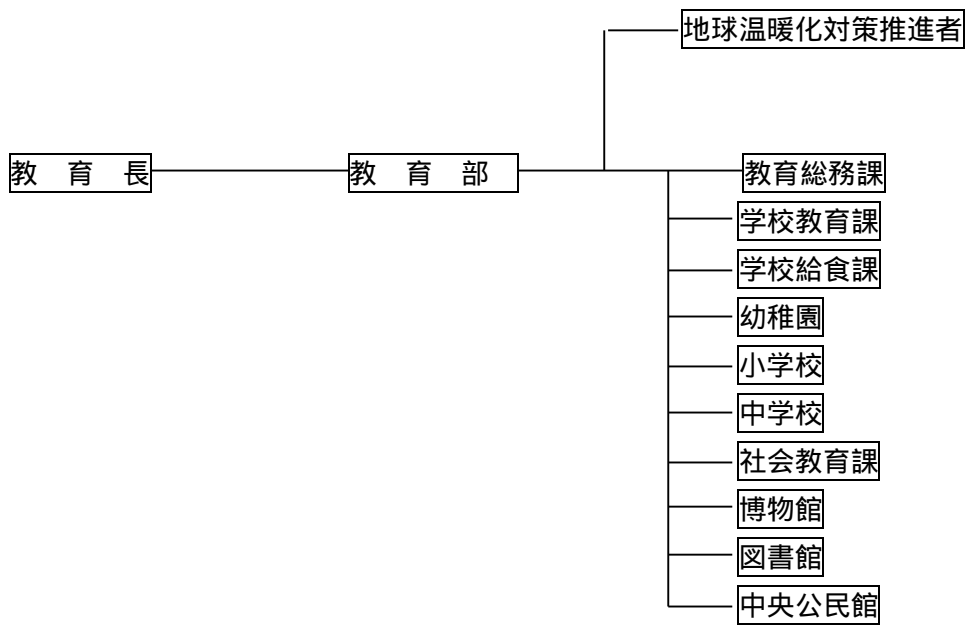 地球温暖化対策推進者
教　育　長
教　育　部
教育総務課
学校教育課
学校給食課
幼稚園
小学校
中学校
社会教育課
博物館
図書館
中央公民館